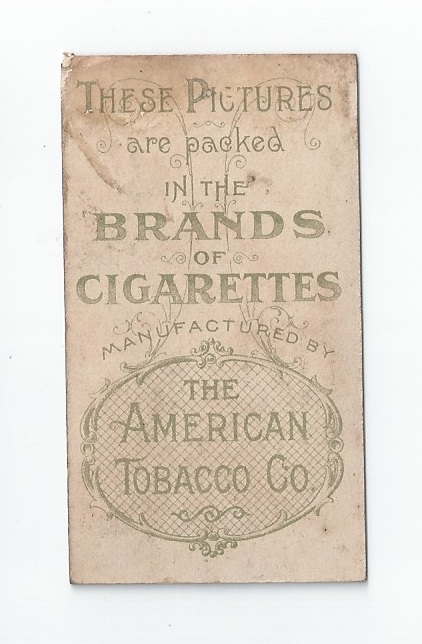 THESE PICTURES
are packed
IN THE
BRANDS
OF
CIGARETTES
MANUFACTURED BY
THE
AMERICAN
TOBACCO CO.